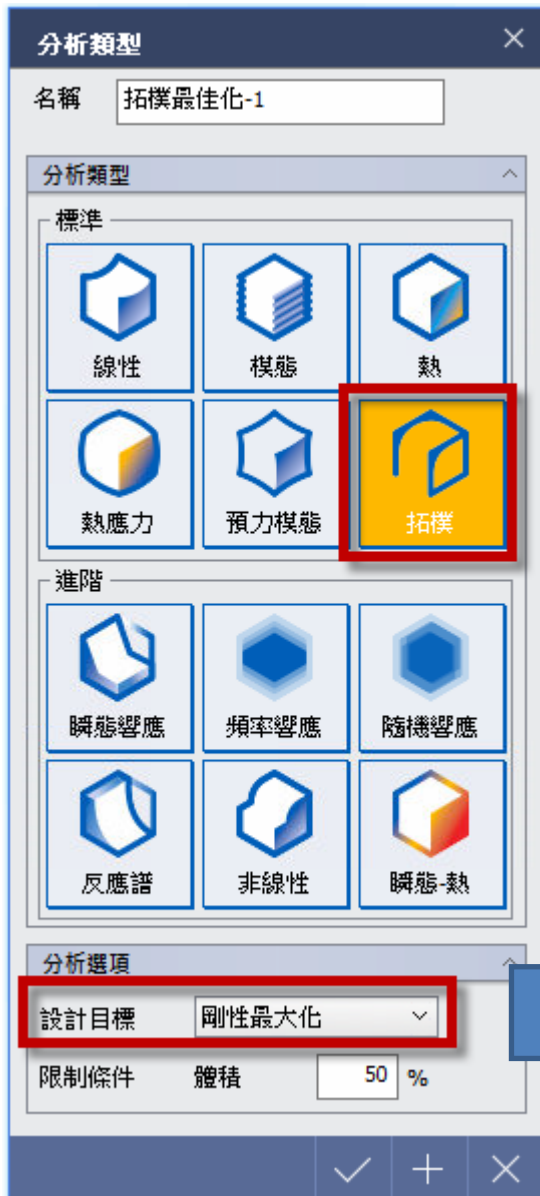 分析類型
名稱 拓樸最佳化-1
分析類型
標準
線性 模態 熱
熱應力 預力模態 拓樸
進階
瞬態響應 頻率響應 隨機響應
反應譜 非線性 瞬態-熱
分析選項
設計目標 剛性最大化
限制條件 體積 50 %